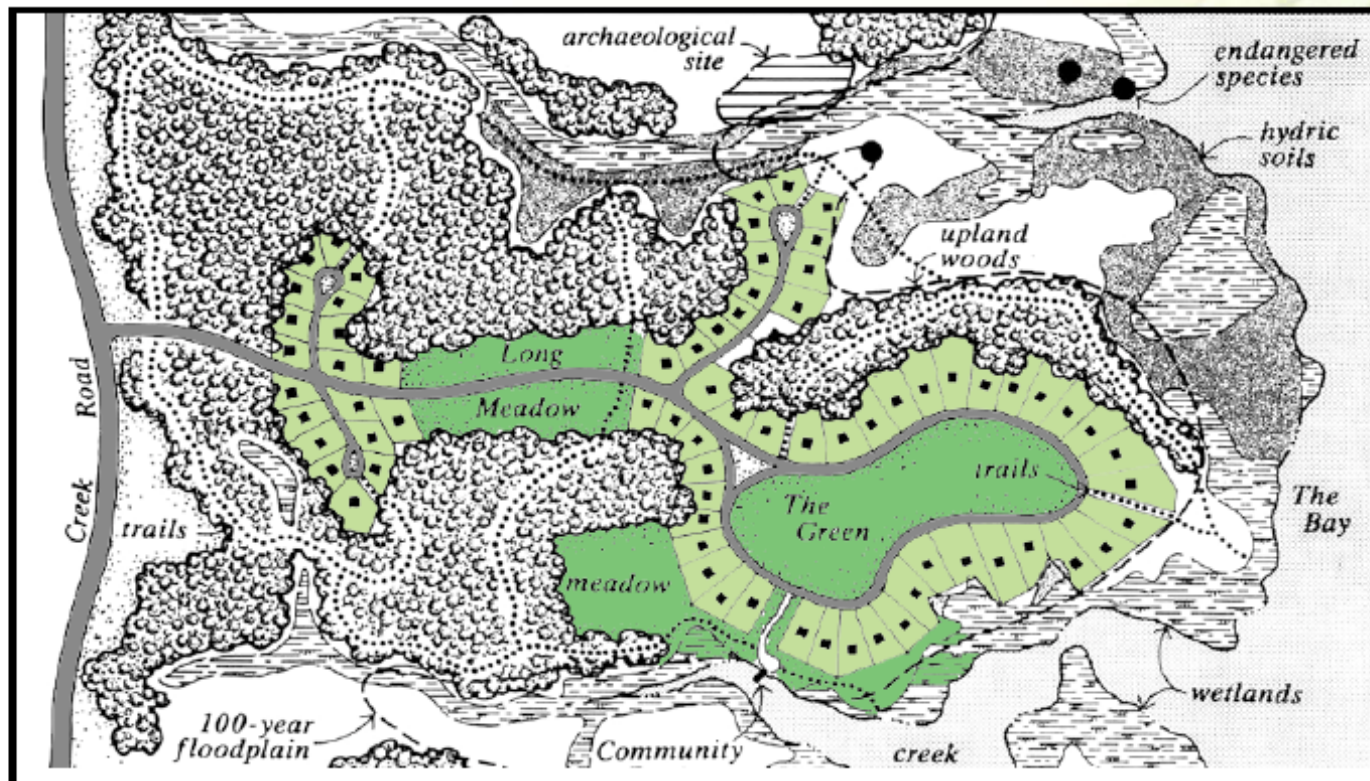 archaeological
site
endangered
species
hydric
soils
upland
woods
Long
Meadow
Creek Road
trails
The
Green
trails
The
Bay
meadow
100-year
floodplain
Community
creek
wetlands